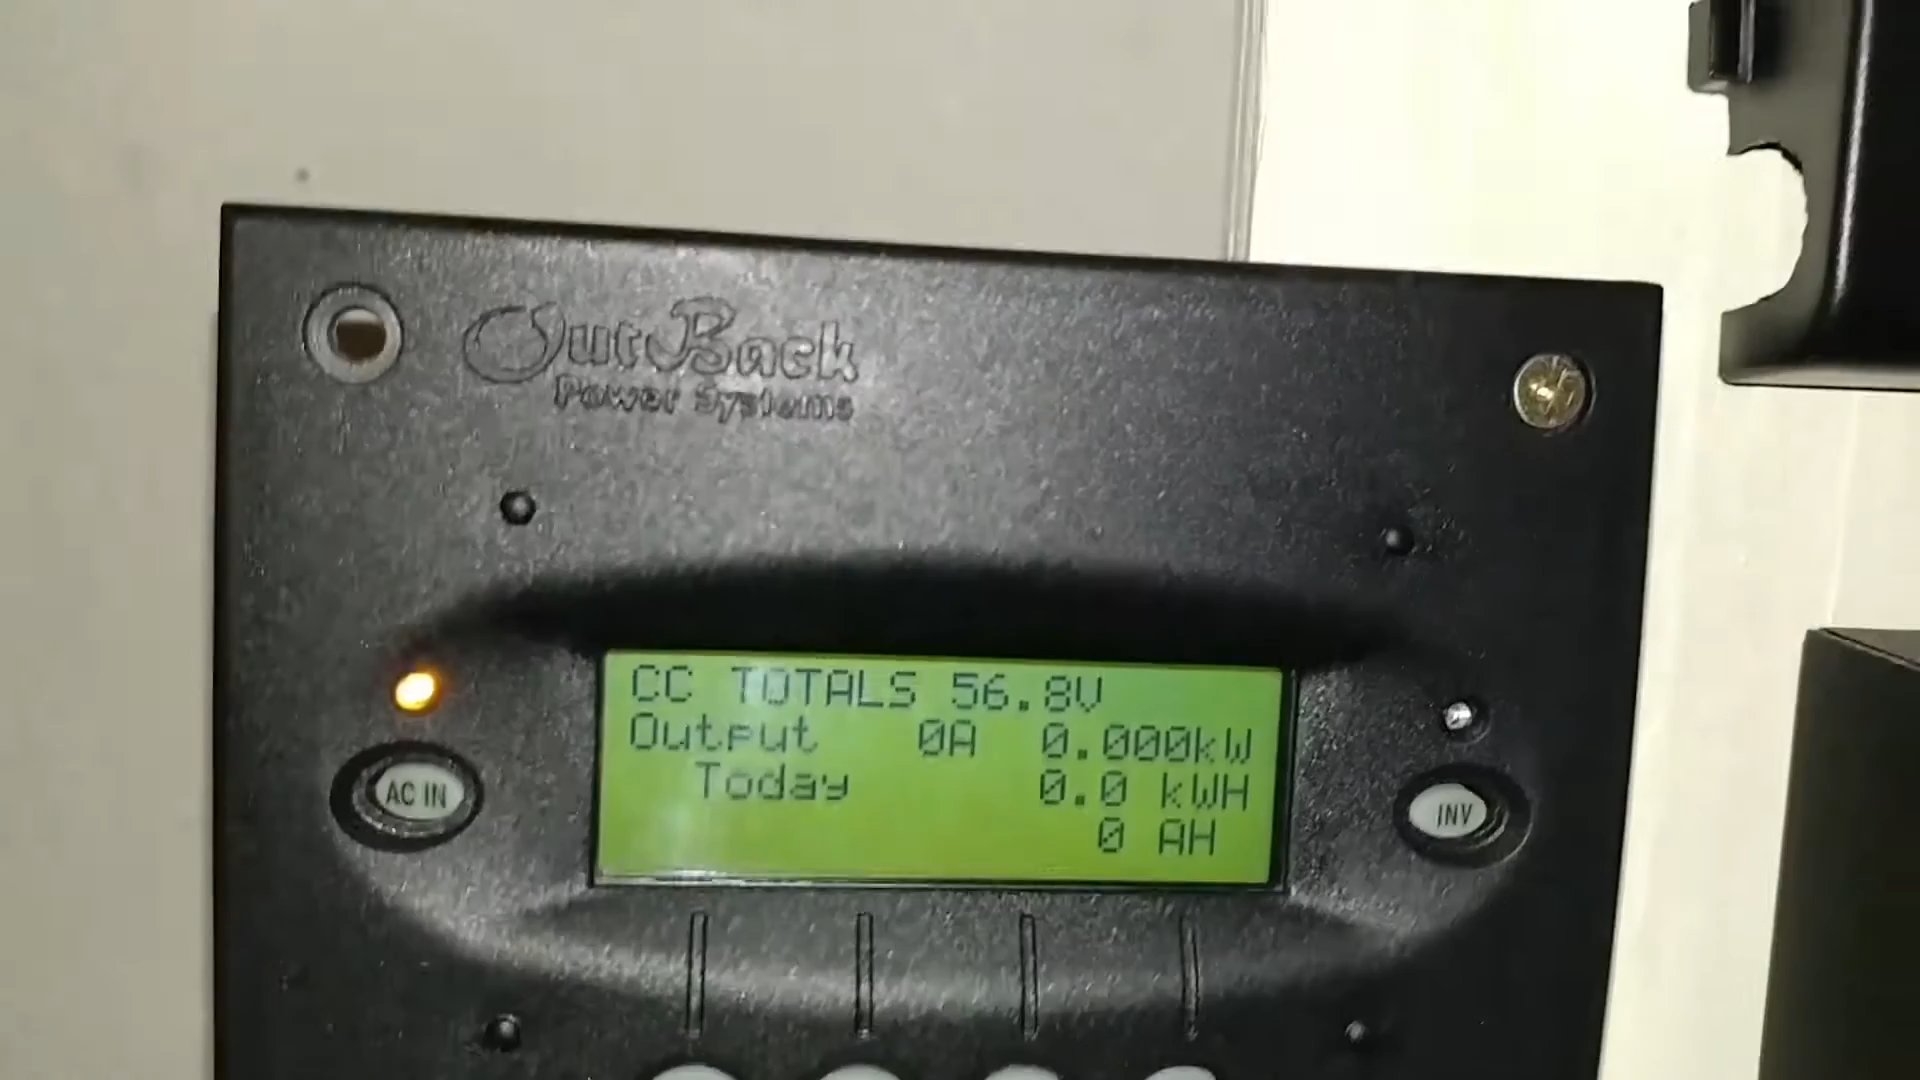 OutBack
Power Systems
CC TOTALS 56.8V
Output 0A 0.000kW
Today 0.0 kWH
0 AH
AC IN
INV